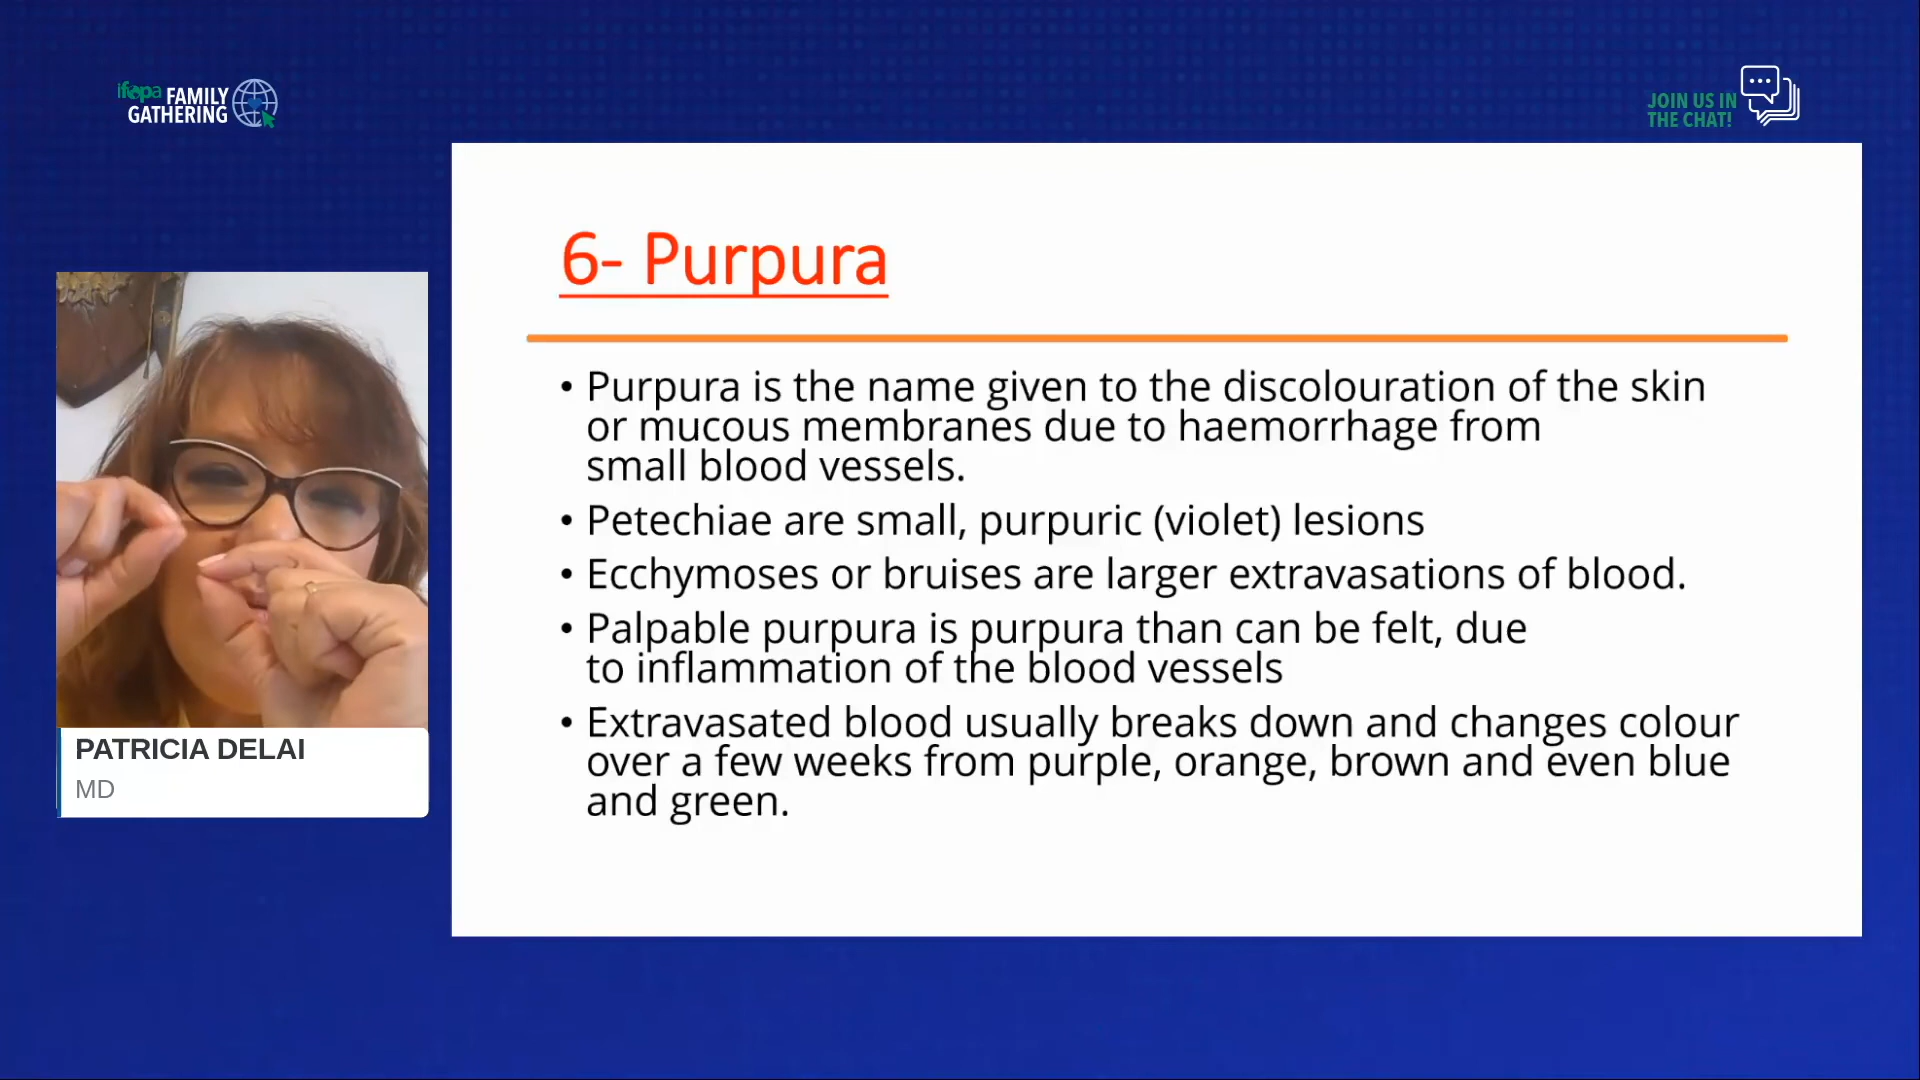 ifopa FAMILY
GATHERING
JOIN US IN
THE CHAT!
6- Purpura
• Purpura is the name given to the discolouration of the skin
or mucous membranes due to haemorrhage from
small blood vessels.
• Petechiae are small, purpuric (violet) lesions
• Ecchymoses or bruises are larger extravasations of blood.
• Palpable purpura is purpura than can be felt, due
to inflammation of the blood vessels
• Extravasated blood usually breaks down and changes colour
over a few weeks from purple, orange, brown and even blue
and green.
PATRICIA DELAI
MD